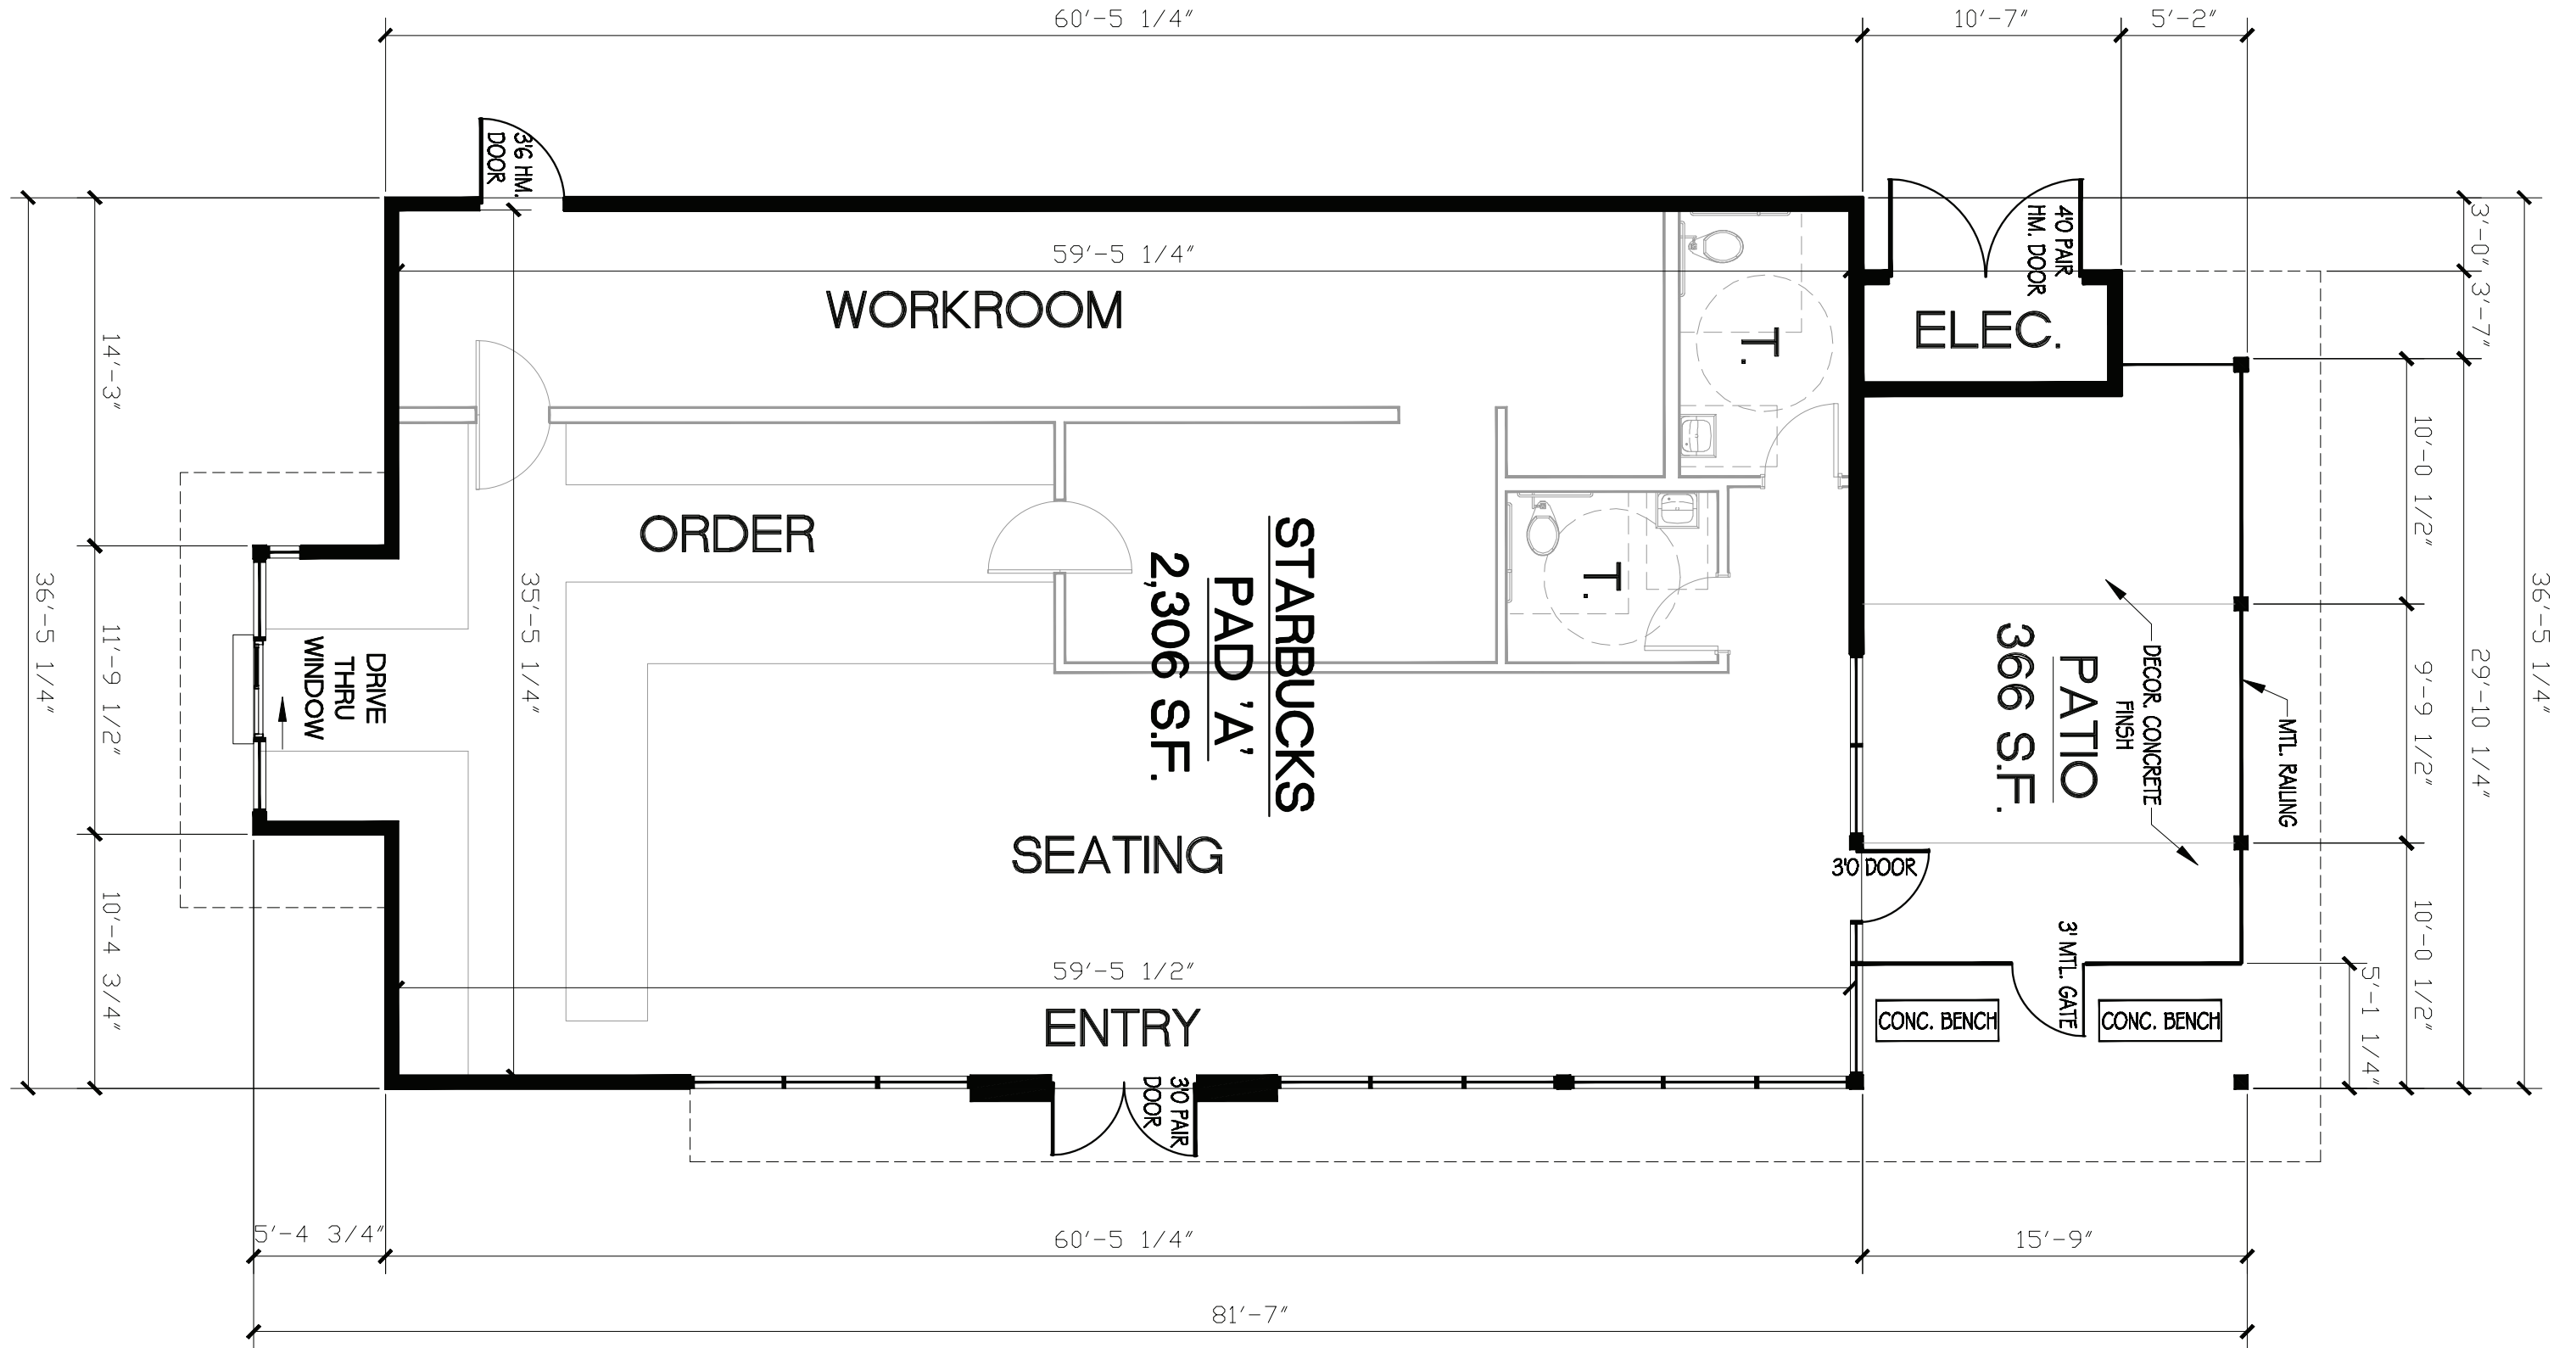 60'-5 1/4"
10'-7"
5'-2"
3'6 HM.
DOOR
4'0 PAIR
HM. DOOR
3'-0"
3'-7"
59'-5 1/4"
WORKROOM
T.
ELEC.
14'-3"
10'-0 1/2"
ORDER
STARBUCKS
PAD 'A'
2,306 S.F.
T.
36'-5 1/4"
35'-5 1/4"
11'-9 1/2"
DRIVE
THRU
WINDOW
PATIO
366 S.F.
DECOR. CONCRETE
FINSH
MTL. RAILING
9'-9 1/2"
29'-10 1/4"
36'-5 1/4"
SEATING
3'0 DOOR
10'-4 3/4"
3' MTL. GATE
10'-0 1/2"
5'-1 1/4"
59'-5 1/2"
ENTRY
CONC. BENCH
CONC. BENCH
3'0 PAIR
DOOR
5'-4 3/4"
60'-5 1/4"
15'-9"
81'-7"